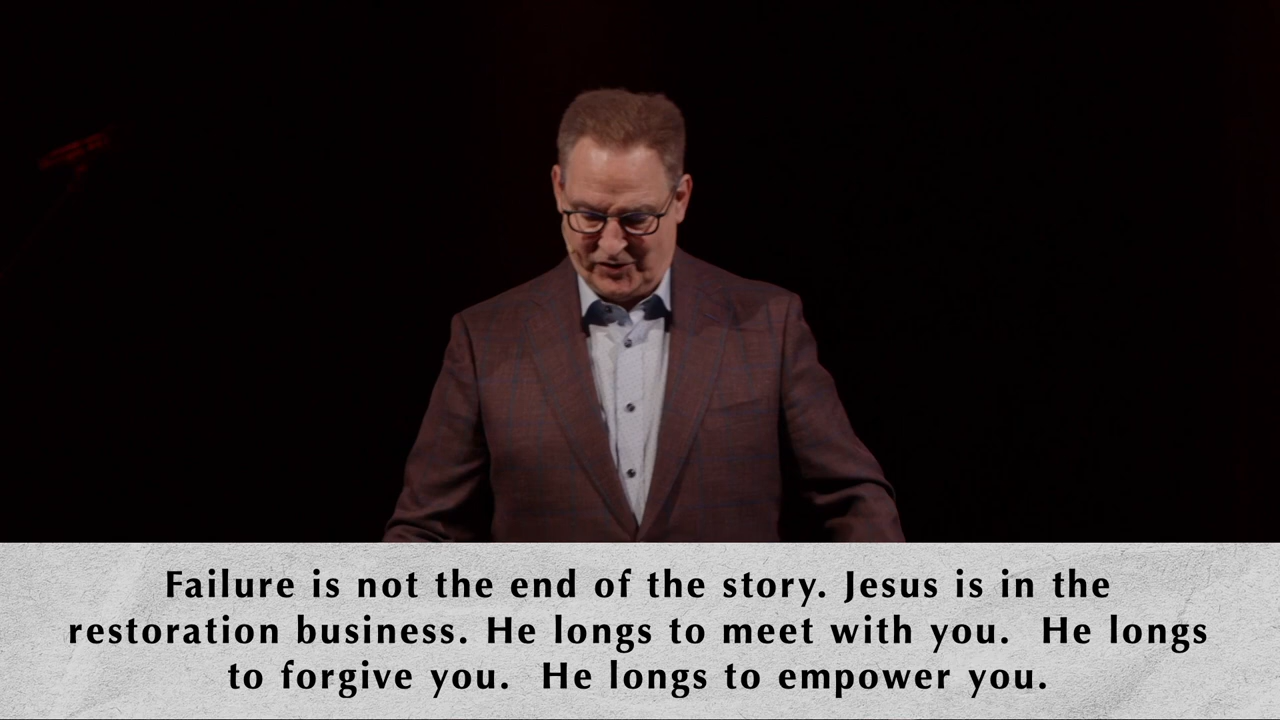 Failure is not the end of the story. Jesus is in the
restoration business. He longs to meet with you.  He longs
to forgive you.  He longs to empower you.